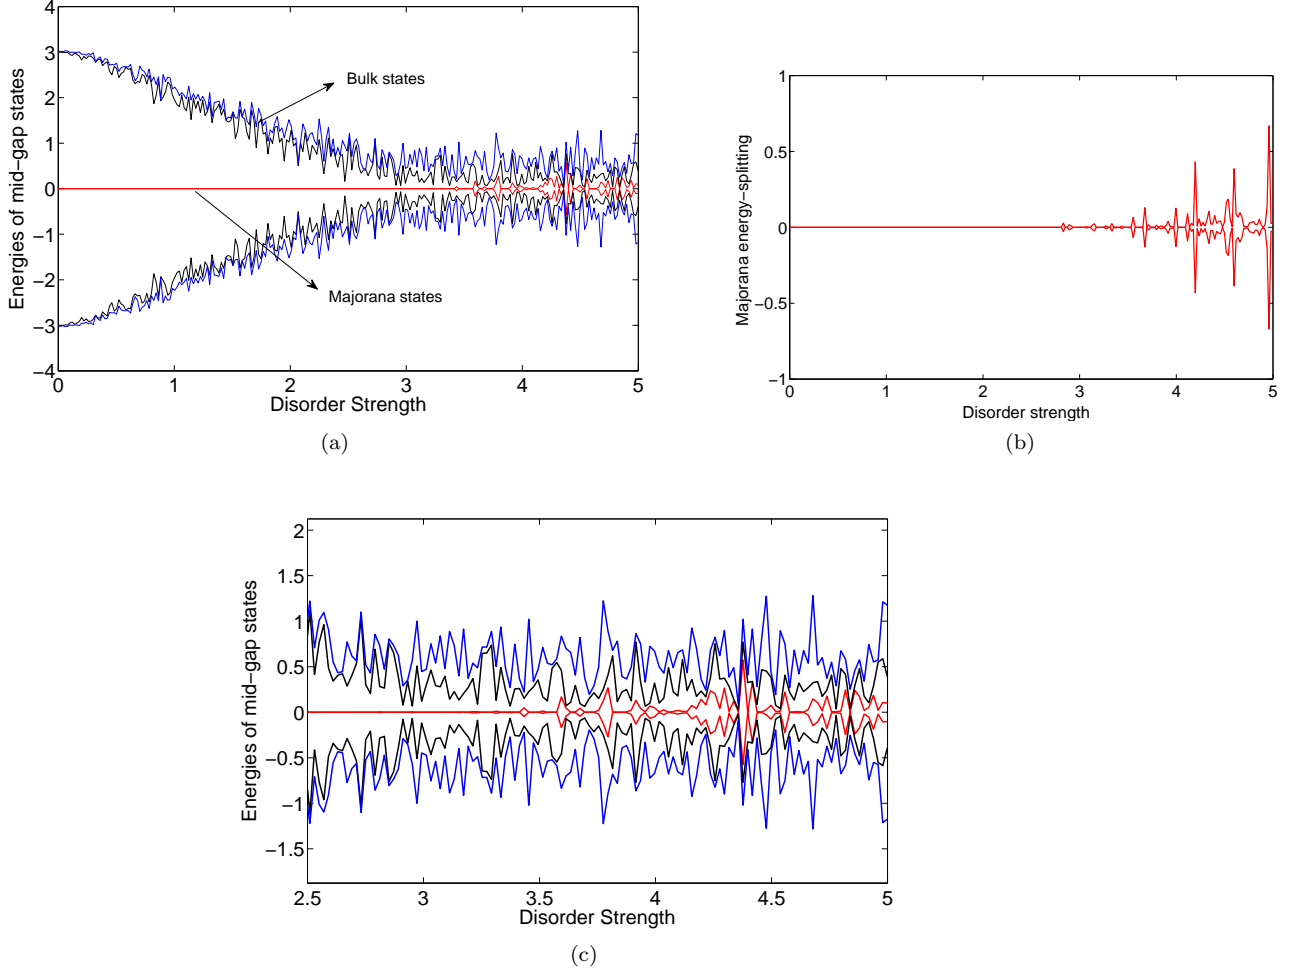 4
3
2
1
0
−1
−2
−3
−4
Energies of mid−gap states
Bulk states
Majorana states
0 1 2 3 4 5
Disorder Strength
(a)
1
0.5
0
−0.5
−1
Majorana energy−splitting
0 1 2 3 4 5
Disorder strength
(b)
2
1.5
1
0.5
0
−0.5
−1
−1.5
Energies of mid−gap states
2.5 3 3.5 4 4.5 5
Disorder Strength
(c)